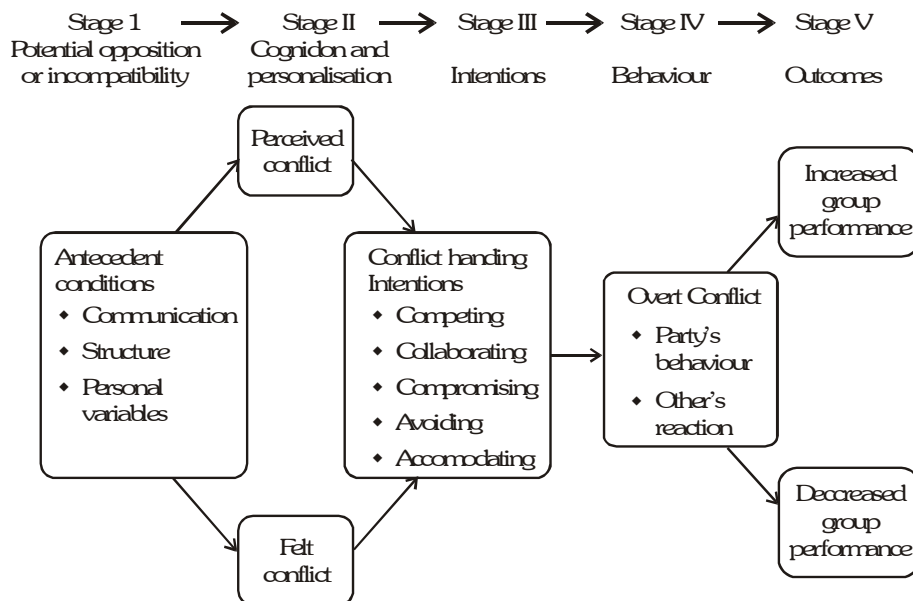 Stage 1
Potential opposition
or incompatibility
Stage II
Cognidon and
personalisation
Stage III
Intentions
Stage IV
Behaviour
Stage V
Outcomes
Perceived
conflict
Antecedent
conditions
Communication
Structure
Personal
variables
Felt
conflict
Conflict handing
Intentions
Competing
Collaborating
Compromising
Avoiding
Accomodating
Overt Conflict
Party's
behaviour
Other's
reaction
Increased
group
performance
Decreased
group
performance